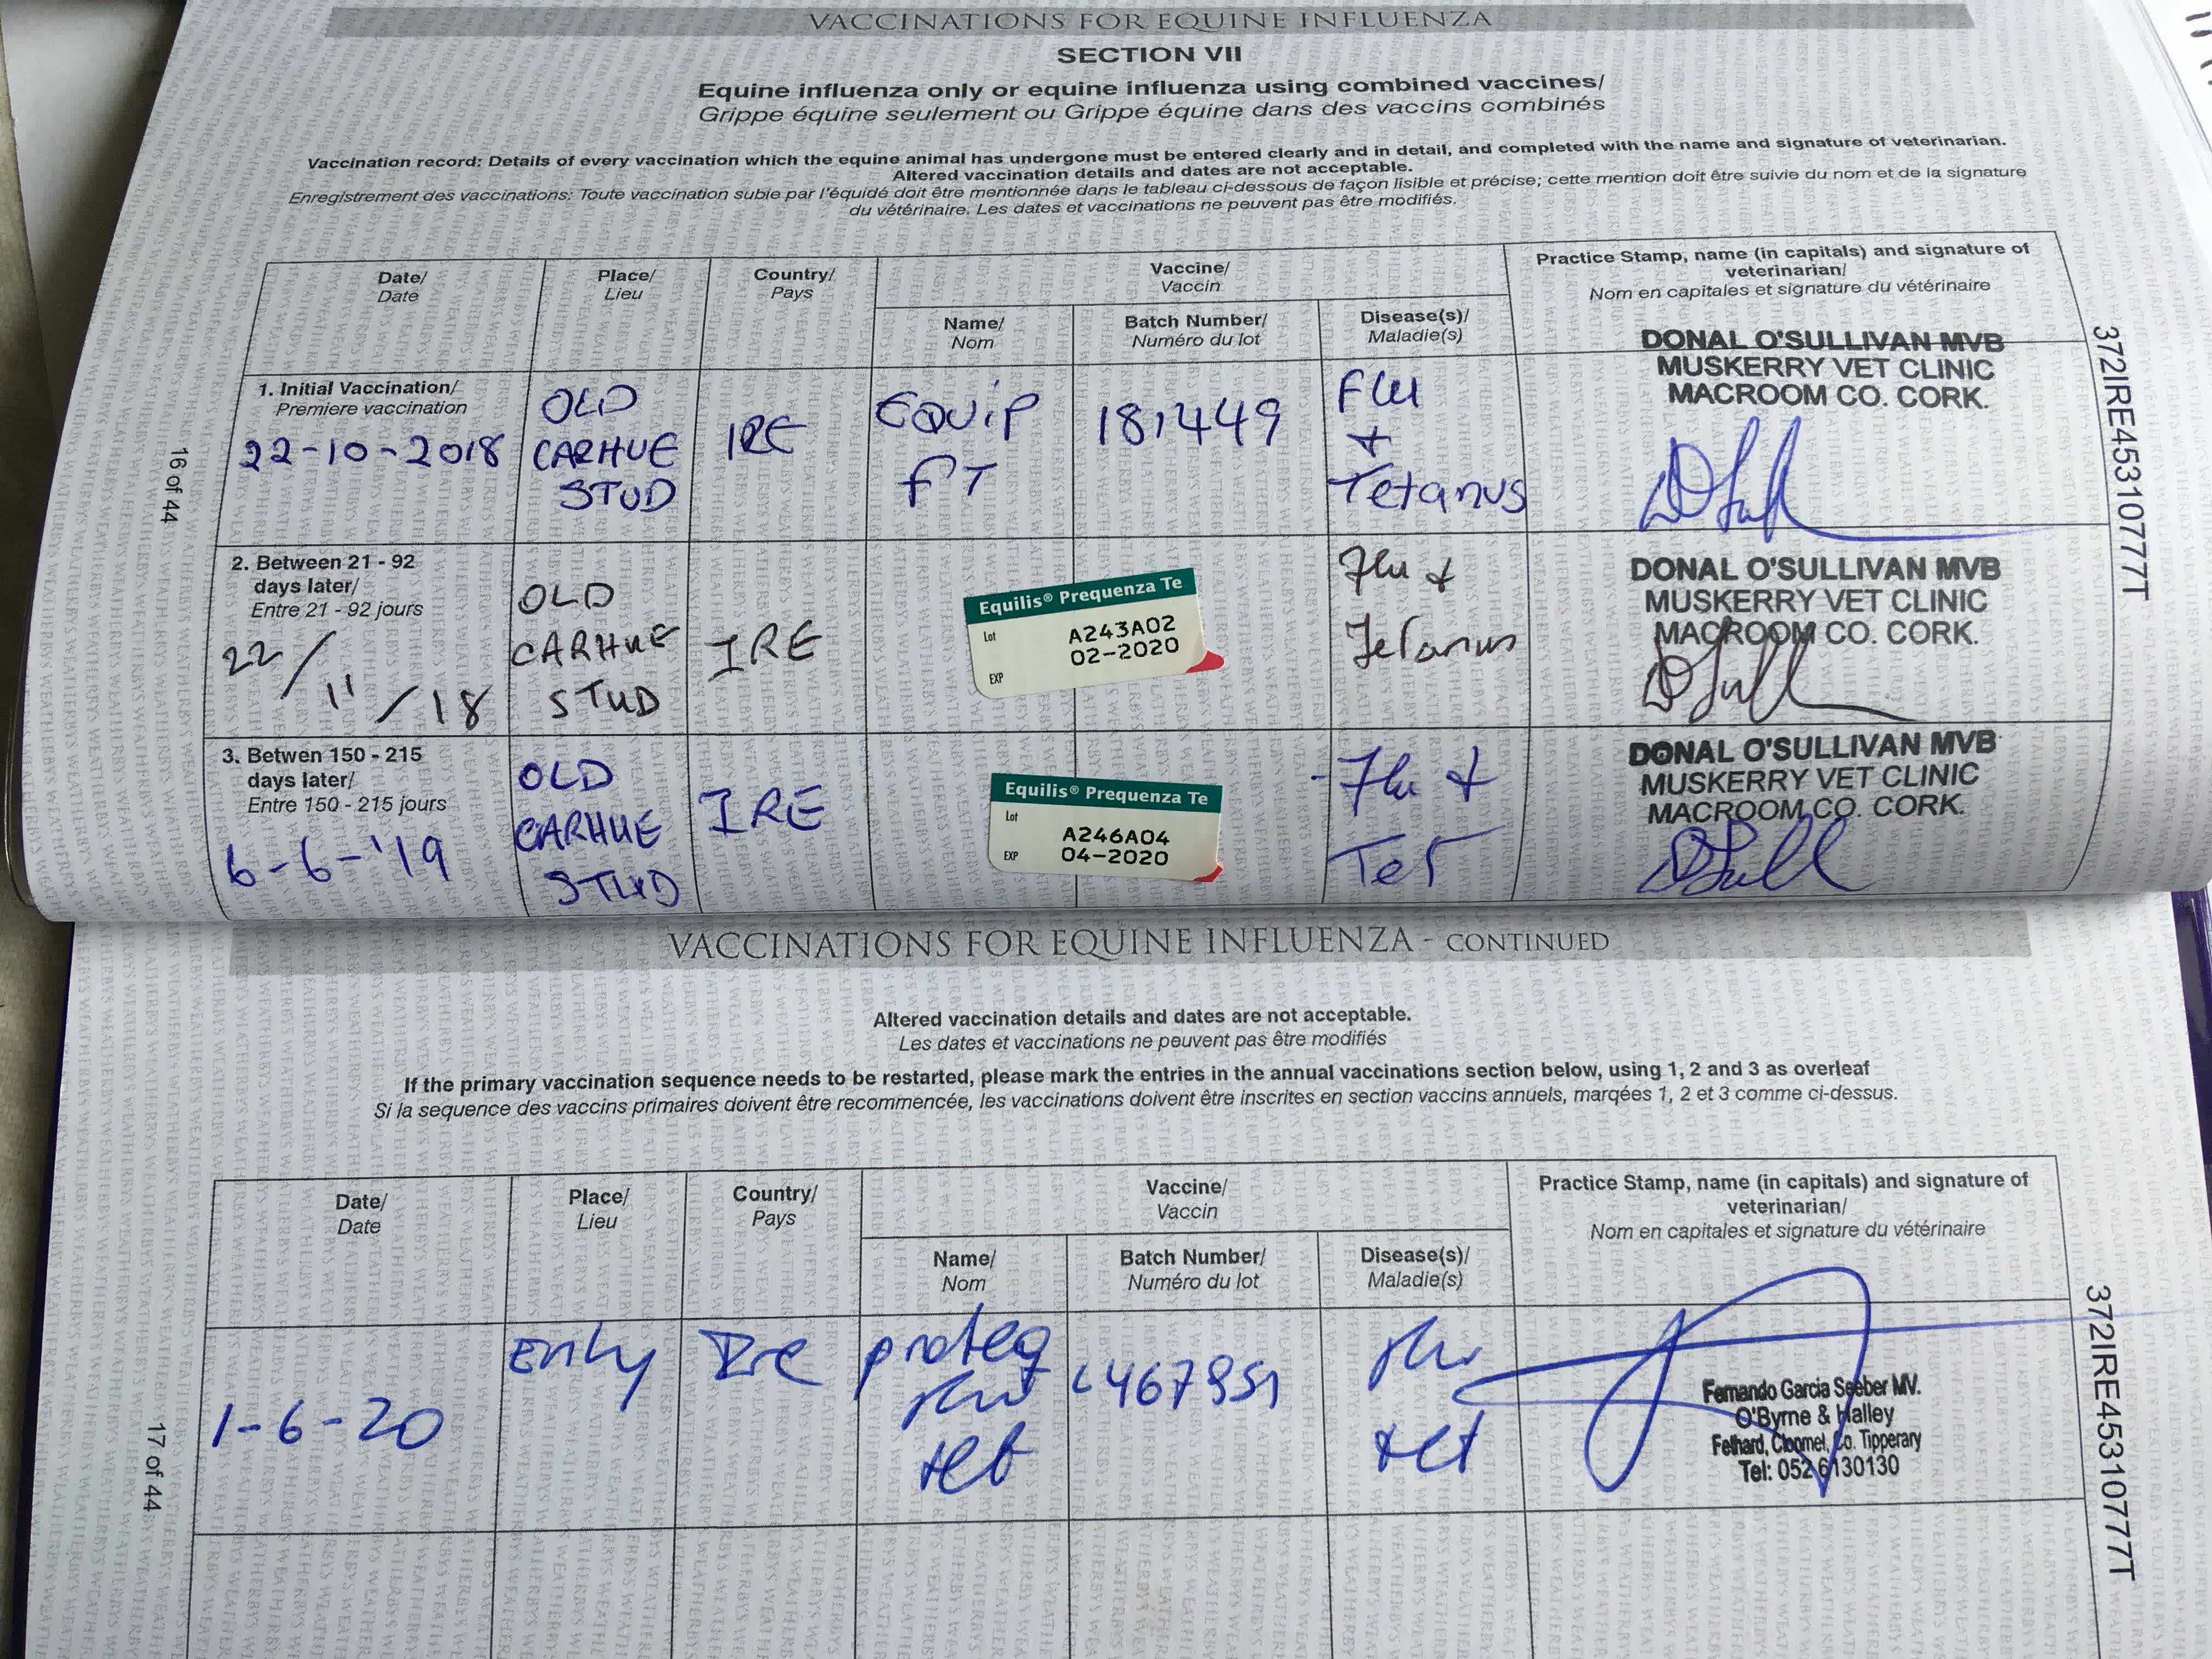 VACCINATIONS FOR EQUINE INFLUENZA
SECTION VII
Equine influenza only or equine influenza using combined vaccines/
Grippe équine seulement ou Grippe équine dans des vaccins combinés
Vaccination record: Details of every vaccination which the equine animal has undergone must be entered clearly and in detail, and completed with the name and signature of veterinarian.
Altered vaccination details and dates are not acceptable.
Enregistrement des vaccinations: Toute vaccination subie par l'équidé doit être mentionnée dans le tableau ci-dessous de façon lisible et précise; cette mention doit être suivie du nom et de la signature
du vétérinaire. Les dates et vaccinations ne peuvent pas être modifiés.
Date/
Date
Place/
Lieu
Country/
Pays
Vaccine/
Vaccin
Name/
Nom
Batch Number/
Numéro du lot
Disease(s)/
Maladie(s)
Practice Stamp, name (in capitals) and signature of
veterinarian/
Nom en capitales et signature du vétérinaire
1. Initial Vaccination/
Premiere vaccination
22-10-2018
OLD
CARHUE
STUD
IRE
EQUIP
FT
181449
Flu
+
Tetanus
DONAL O'SULLIVAN MVB
MUSKERRY VET CLINIC
MACROOM CO. CORK.
2. Between 21 - 92
days later/
Entre 21 - 92 jours
22/11/18
OLD
CARHUE
STUD
IRE
Equilis® Prequenza Te
Lot
A243A02
02-2020
EXP
Flu +
Tetanus
DONAL O'SULLIVAN MVB
MUSKERRY VET CLINIC
MACROOM CO. CORK.
3. Betwen 150 - 215
days later/
Entre 150 - 215 jours
6-6-'19
OLD
CARHUE
STUD
IRE
Equilis® Prequenza Te
Lot
A246A04
EXP 04-2020
Flu +
Tet
DONAL O'SULLIVAN MVB
MUSKERRY VET CLINIC
MACROOM CO. CORK.
16 of 44
372IRE45310777T
VACCINATIONS FOR EQUINE INFLUENZA - CONTINUED
Altered vaccination details and dates are not acceptable.
Les dates et vaccinations ne peuvent pas être modifiés
If the primary vaccination sequence needs to be restarted, please mark the entries in the annual vaccinations section below, using 1, 2 and 3 as overleaf
Si la sequence des vaccins primaires doivent être recommencée, les vaccinations doivent être inscrites en section vaccins annuels, marqées 1, 2 et 3 comme ci-dessus.
Date/
Date
Place/
Lieu
Country/
Pays
Vaccine/
Vaccin
Name/
Nom
Batch Number/
Numéro du lot
Disease(s)/
Maladie(s)
Practice Stamp, name (in capitals) and signature of
veterinarian/
Nom en capitales et signature du vétérinaire
1-6-20
Ire
proteq
flu
tet
flu
tet
Fernando Garcia Seeber MV.
O'Byrne & Halley
Fethard, Clonmel, Co. Tipperary
Tel: 052 6130130
17 of 44
372IRE45310777T